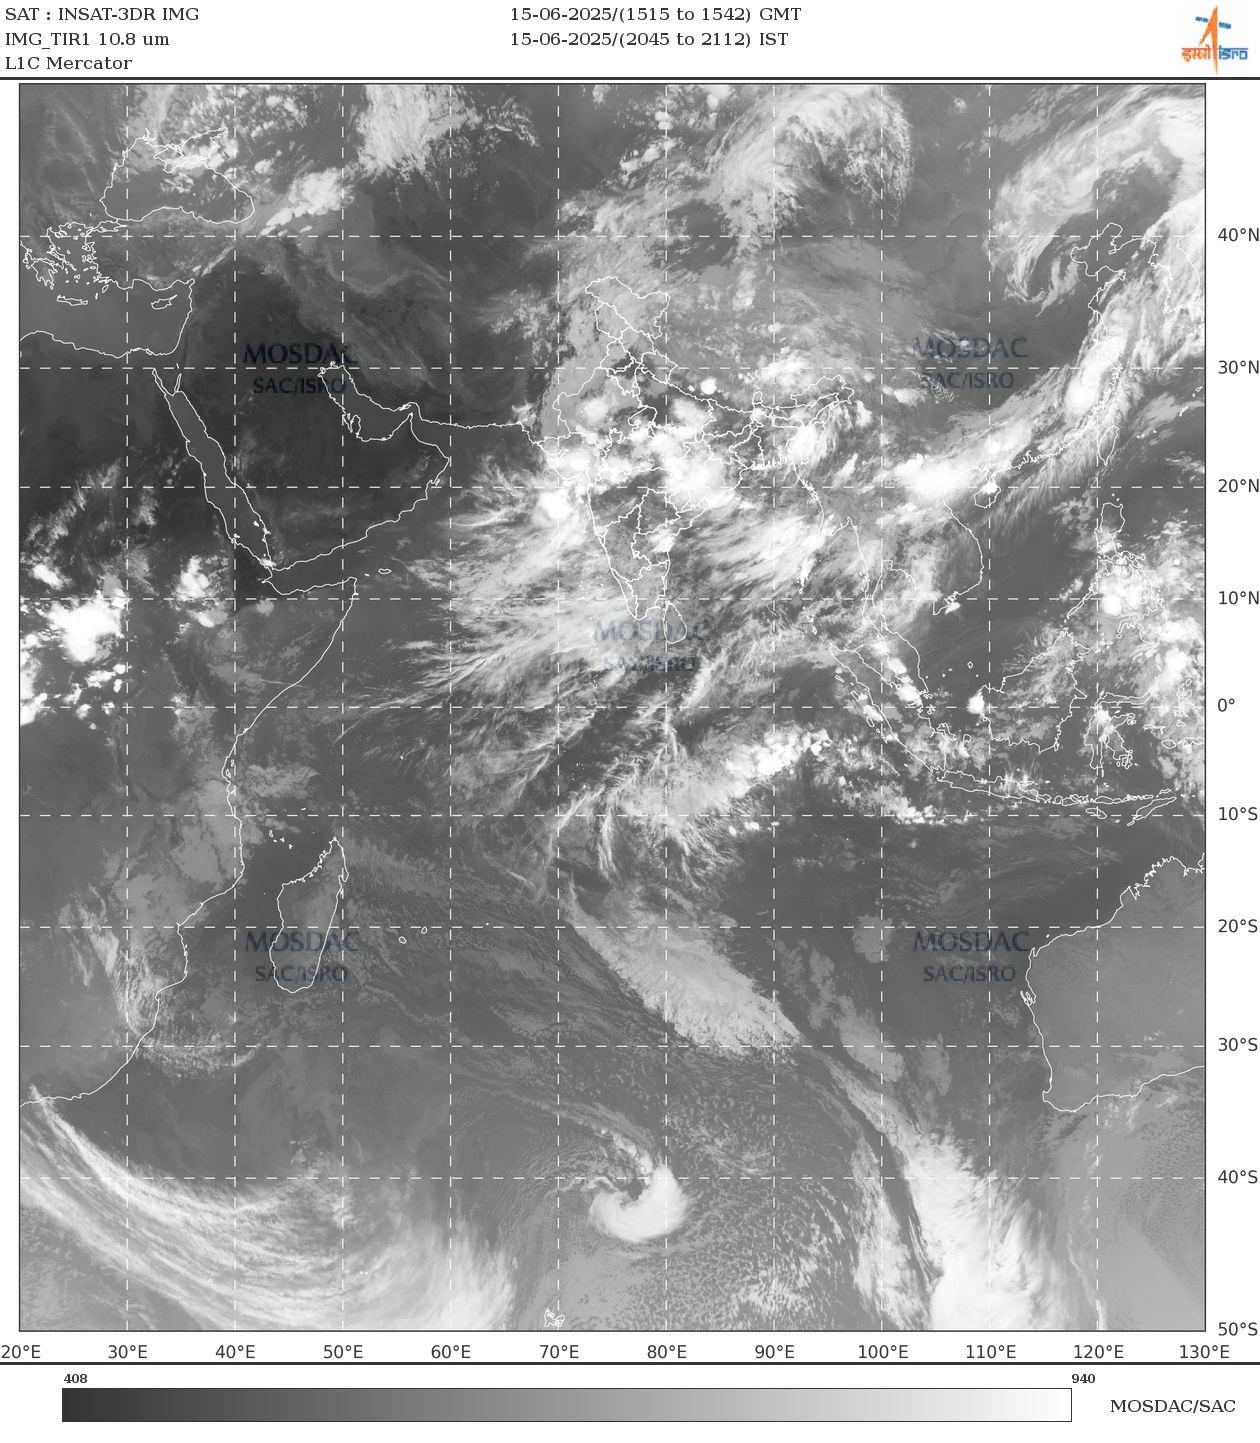 SAT : INSAT-3DR IMG
15-06-2025/(1515 to 1542) GMT
IMG_TIR1 10.8 um
15-06-2025/(2045 to 2112) IST
L1C Mercator
इसरो isro
40°N
MOSDAC
SAC/ISRO
MOSDAC
SAC/ISRO
30°N
20°N
10°N
MOSDAC
SAC/ISRO
0°
10°S
20°S
MOSDAC
SAC/ISRO
MOSDAC
SAC/ISRO
30°S
40°S
50°S
20°E 30°E 40°E 50°E 60°E 70°E 80°E 90°E 100°E 110°E 120°E 130°E
408
940
MOSDAC/SAC